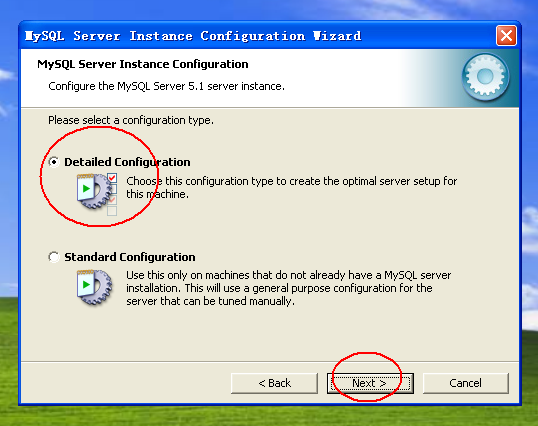 MySQL Server Instance Configuration Wizard
MySQL Server Instance Configuration
Configure the MySQL Server 5.1 server instance.
Please select a configuration type.
Detailed Configuration
Choose this configuration type to create the optimal server setup for
this machine.
Standard Configuration
Use this only on machines that do not already have a MySQL server
installation. This will use a general purpose configuration for the
server that can be tuned manually.
< Back
Next >
Cancel